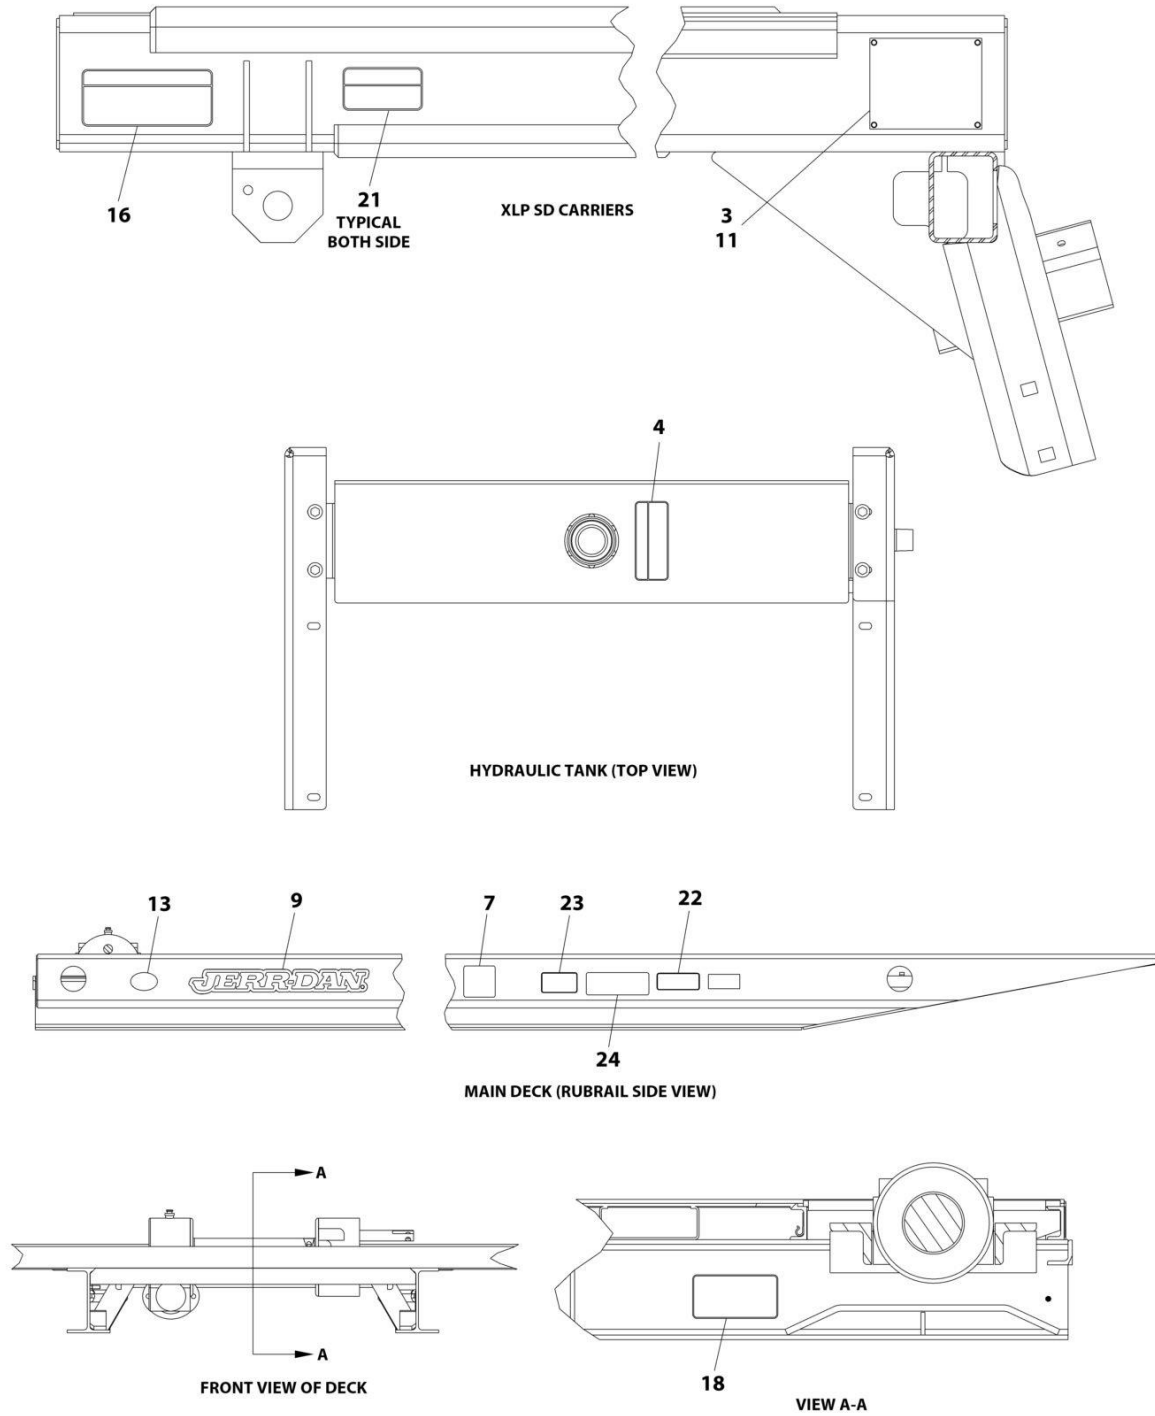 16
21
TYPICAL
BOTH SIDE
XLP SD CARRIERS
3
11
4
HYDRAULIC TANK (TOP VIEW)
13
9
7
23
22
JERR-DAN.
24
MAIN DECK (RUBRAIL SIDE VIEW)
A
A
FRONT VIEW OF DECK
18
VIEW A-A